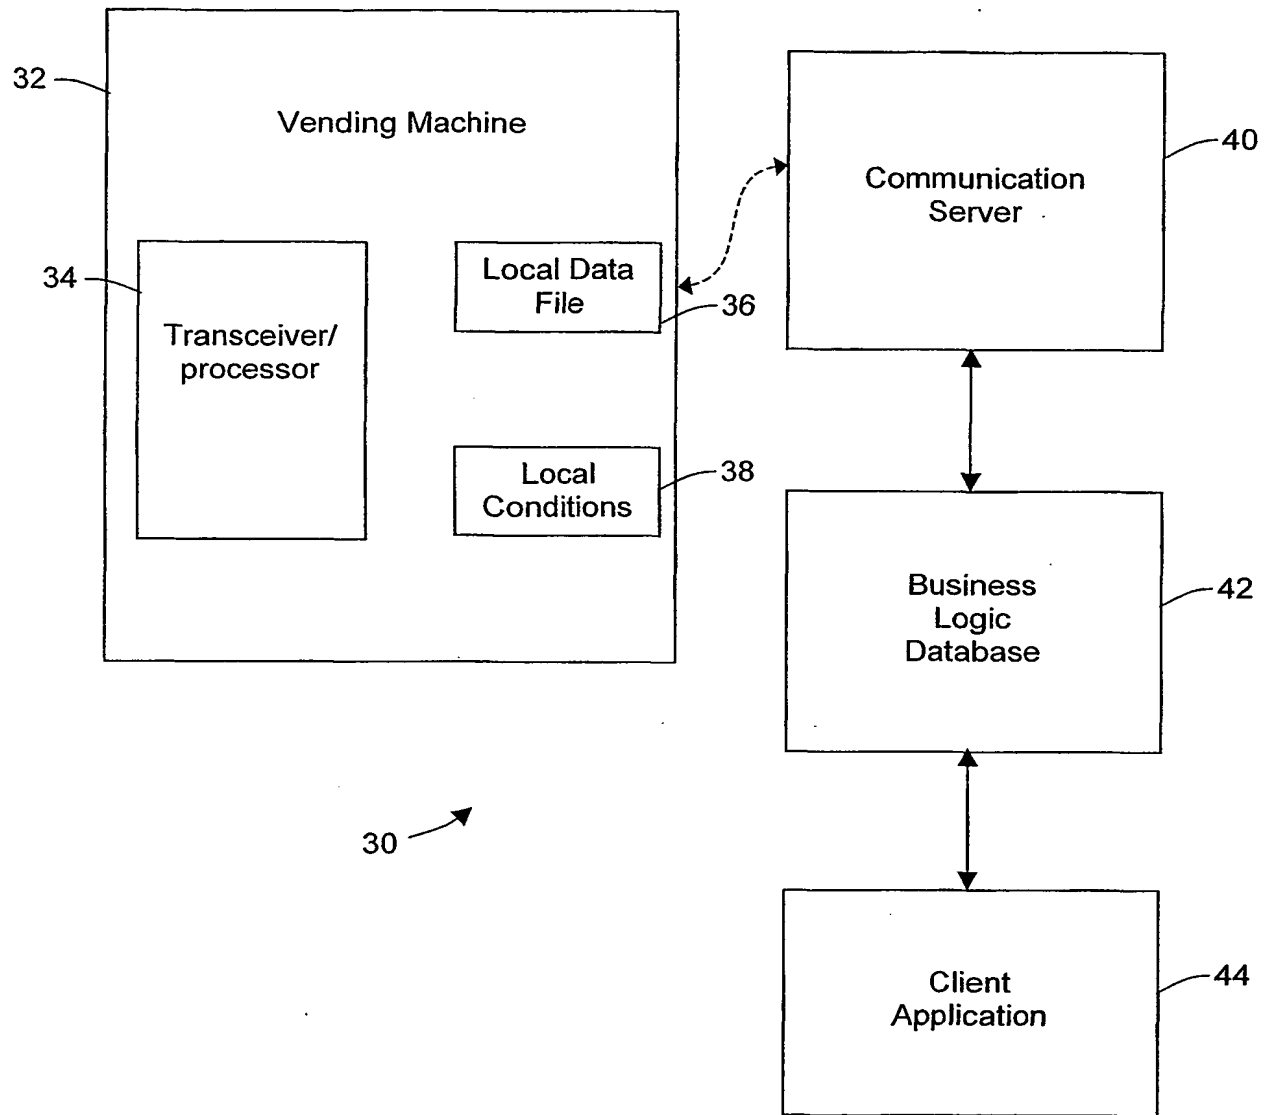 32
Vending Machine
34
Transceiver/
processor
Local Data
File
36
Local
Conditions
38
30
Communication
Server
40
Business
Logic
Database
42
Client
Application
44